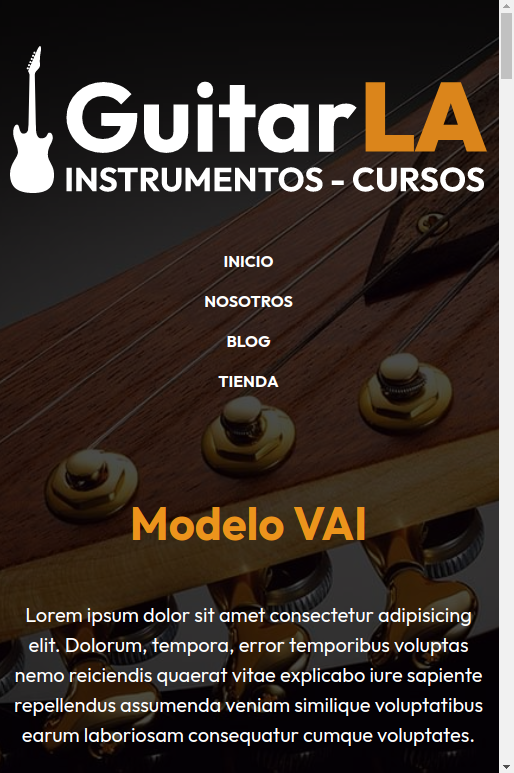 GuitarLA
INSTRUMENTOS - CURSOS
INICIO
NOSOTROS
BLOG
TIENDA
Modelo VAI
Lorem ipsum dolor sit amet consectetur adipisicing
elit. Dolorum, tempora, error temporibus voluptas
nemo reiciendis quaerat vitae explicabo iure sapiente
repellendus assumenda veniam similique voluptatibus
earum laboriosam consequatur cumque voluptates.